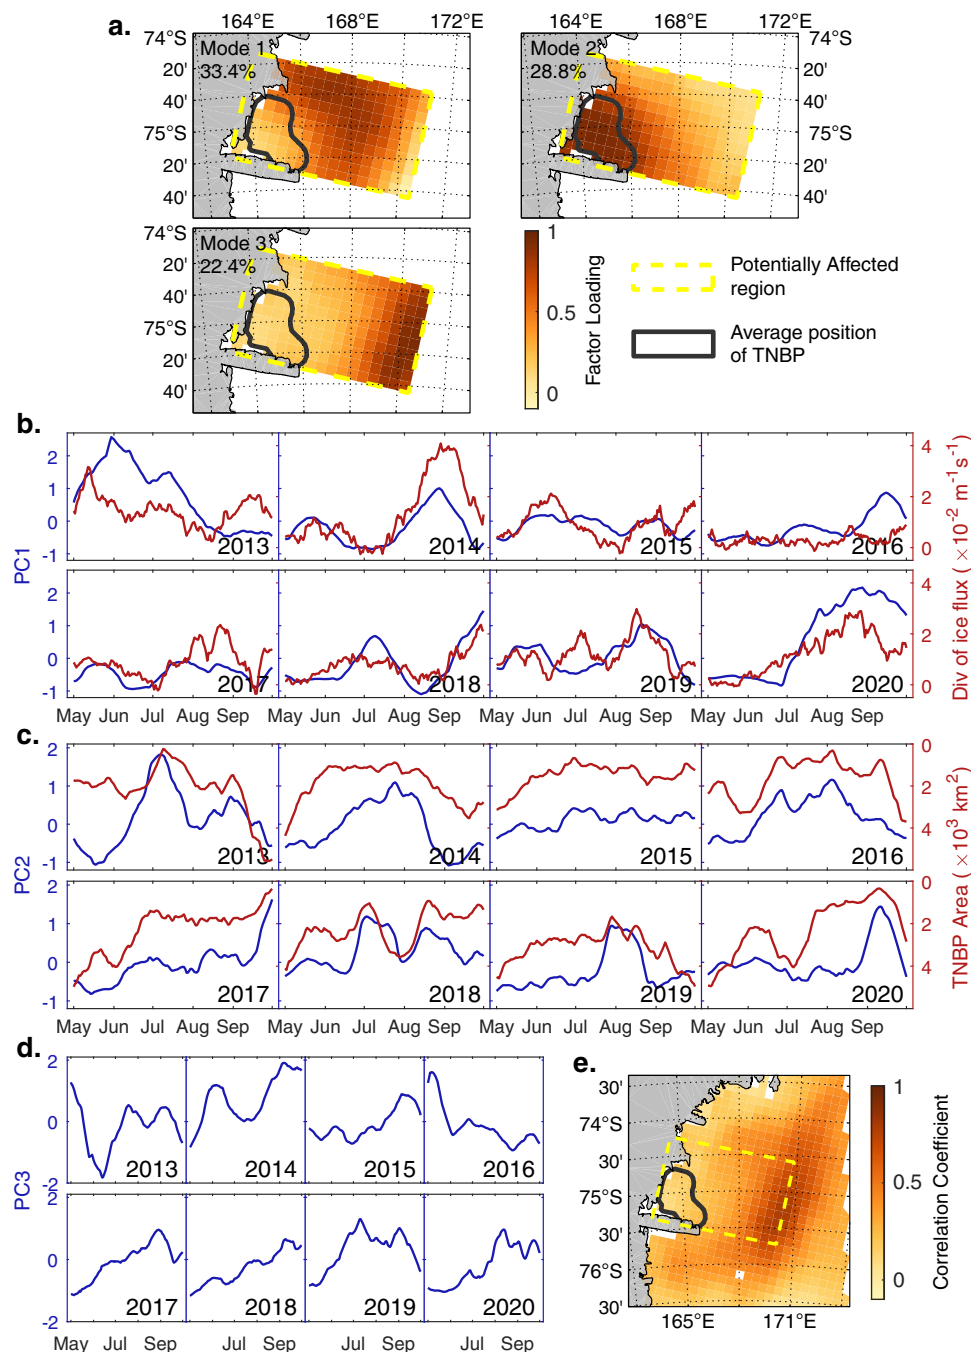 a.
164°E 168°E 172°E
164°E 168°E 172°E
74°S
20'
40'
75°S
20'
40'
Mode 1
33.4%
Mode 2
28.8%
74°S
20'
40'
75°S
20'
40'
74°S
20'
40'
75°S
20'
40'
Mode 3
22.4%
1
0.5
0
Factor Loading
Potentially Affected
region
Average position
of TNBP
b.
2
1
0
-1
2013 2014 2015 2016
4
2
0
PC1
Div of ice flux ( ×10⁻² m⁻¹s⁻¹)
2
1
0
-1
2017 2018 2019 2020
4
2
0
May Jun Jul Aug Sep May Jun Jul Aug Sep May Jun Jul Aug Sep May Jun Jul Aug Sep
c.
2
1
0
-1
2013 2014 2015 2016
0
2
4
PC2
TNBP Area ( ×10³ km²)
2
1
0
-1
2017 2018 2019 2020
0
2
4
May Jun Jul Aug Sep May Jun Jul Aug Sep May Jun Jul Aug Sep May Jun Jul Aug Sep
d.
2
0
-2
2013 2014 2015 2016
PC3
2
0
-2
2017 2018 2019 2020
May Jul Sep Jul Sep Jul Sep Jul Sep
e.
30'
74°S
30'
75°S
30'
76°S
30'
165°E 171°E
1
0.5
0
Correlation Coefficient